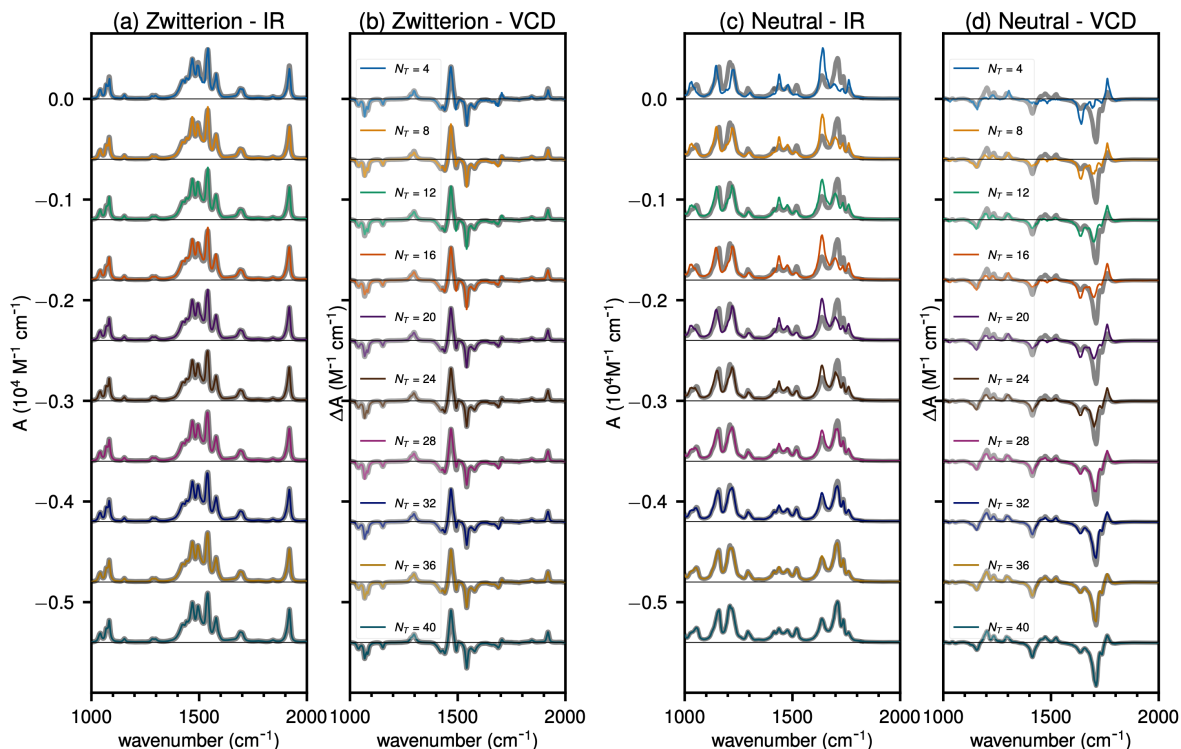 (a) Zwitterion - IR
(b) Zwitterion - VCD
(c) Neutral - IR
(d) Neutral - VCD
A (10⁴ M⁻¹ cm⁻¹)
0.0
−0.1
−0.2
−0.3
−0.4
−0.5
1000
1500
2000
wavenumber (cm⁻¹)
ΔA (M⁻¹ cm⁻¹)
N_T = 4
N_T = 8
N_T = 12
N_T = 16
N_T = 20
N_T = 24
N_T = 28
N_T = 32
N_T = 36
N_T = 40
1000
1500
2000
wavenumber (cm⁻¹)
A (10⁴M⁻¹ cm⁻¹)
0.0
−0.1
−0.2
−0.3
−0.4
−0.5
1000
1500
2000
wavenumber (cm⁻¹)
ΔA (M⁻¹ cm⁻¹)
N_T = 4
N_T = 8
N_T = 12
N_T = 16
N_T = 20
N_T = 24
N_T = 28
N_T = 32
N_T = 36
N_T = 40
1000
1500
2000
wavenumber (cm⁻¹)